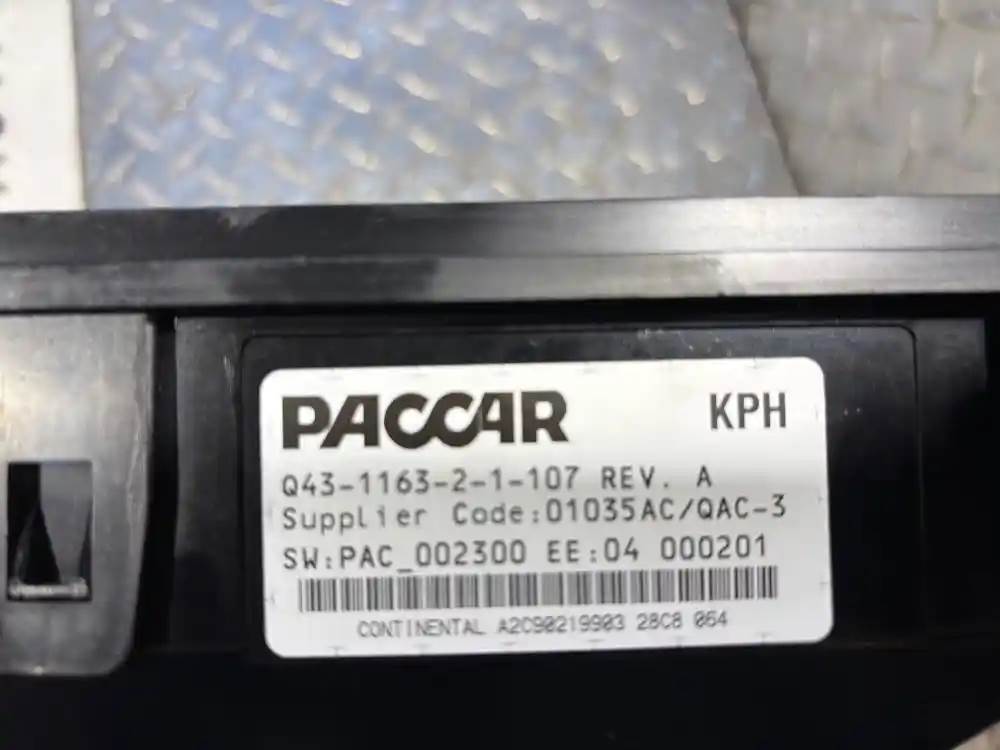 PACCAR KPH
Q43-1163-2-1-107 REV. A
Supplier Code:01035AC/QAC-3
SW:PAC_002300 EE:04 000201
CONTINENTAL A2C90219903 28C8 064